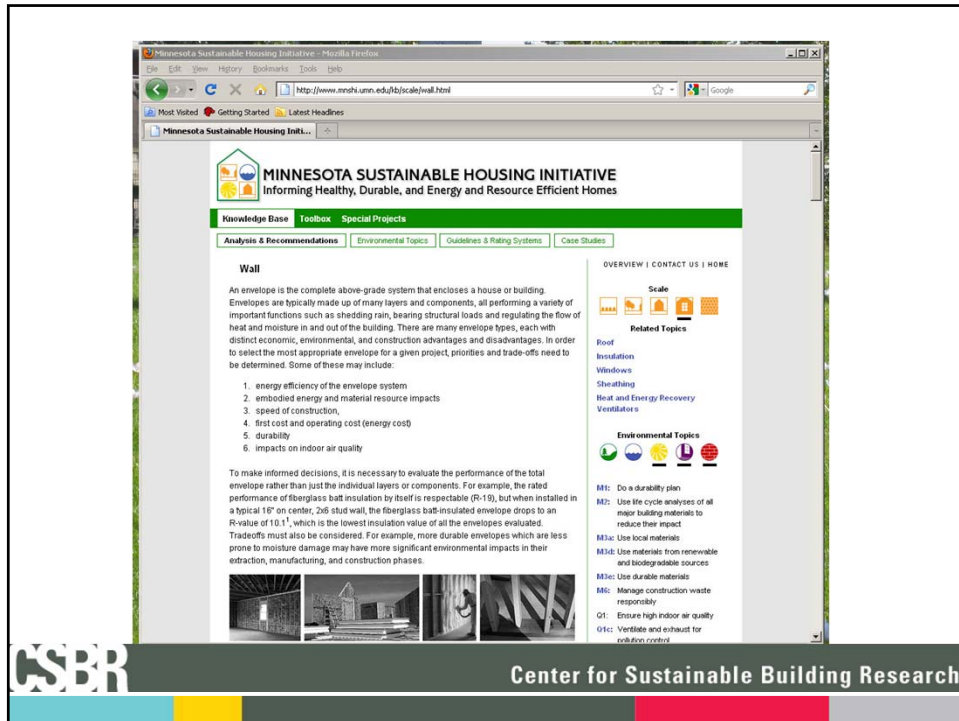 Minnesota Sustainable Housing Initiative - Mozilla Firefox
File Edit View History Bookmarks Tools Help
http://www.mnshi.umn.edu/kb/scale/wall.html
Google
Most Visited Getting Started Latest Headlines
Minnesota Sustainable Housing Initi...
MINNESOTA SUSTAINABLE HOUSING INITIATIVE
Informing Healthy, Durable, and Energy and Resource Efficient Homes
Knowledge Base Toolbox Special Projects
Analysis & Recommendations Environmental Topics Guidelines & Rating Systems Case Studies
Wall
An envelope is the complete above-grade system that encloses a house or building.
Envelopes are typically made up of many layers and components, all performing a variety of
important functions such as shedding rain, bearing structural loads and regulating the flow of
heat and moisture in and out of the building. There are many envelope types, each with
distinct economic, environmental, and construction advantages and disadvantages. In order
to select the most appropriate envelope for a given project, priorities and trade-offs need to
be determined. Some of these may include:
1. energy efficiency of the envelope system
2. embodied energy and material resource impacts
3. speed of construction,
4. first cost and operating cost (energy cost)
5. durability
6. impacts on indoor air quality
To make informed decisions, it is necessary to evaluate the performance of the total
envelope rather than just the individual layers or components. For example, the rated
performance of fiberglass batt insulation by itself is respectable (R-19), but when installed in
a typical 16" on center, 2x6 stud wall, the fiberglass batt-insulated envelope drops to an
R-value of 10.1¹, which is the lowest insulation value of all the envelopes evaluated.
Tradeoffs must also be considered. For example, more durable envelopes which are less
prone to moisture damage may have more significant environmental impacts in their
extraction, manufacturing, and construction phases.
OVERVIEW | CONTACT US | HOME
Scale
Related Topics
Roof
Insulation
Windows
Sheathing
Heat and Energy Recovery
Ventilators
Environmental Topics
M1: Do a durability plan
M2: Use life cycle analyses of all
major building materials to
reduce their impact
M3a: Use local materials
M3d: Use materials from renewable
and biodegradable sources
M3e: Use durable materials
M6: Manage construction waste
responsibly
Q1: Ensure high indoor air quality
Q1c: Ventilate and exhaust for
pollution control
CSBR
Center for Sustainable Building Research